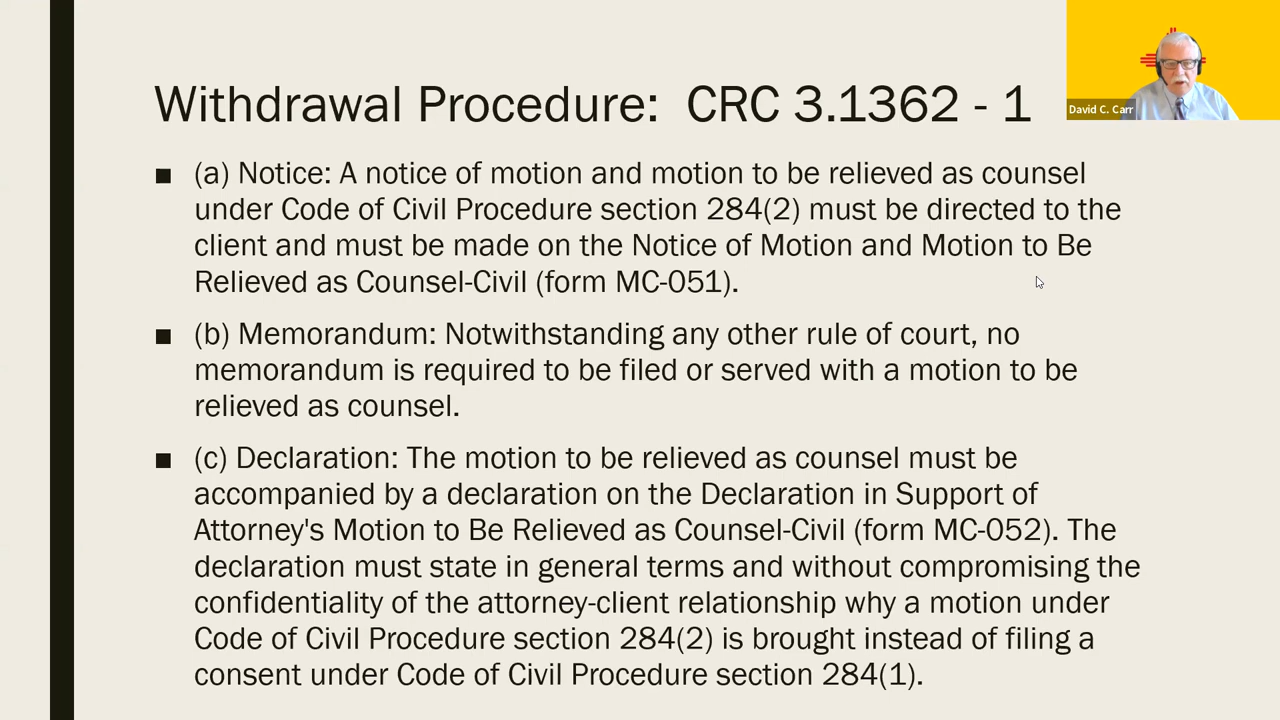 Withdrawal Procedure: CRC 3.1362 - 1
David C. Carr
■ (a) Notice: A notice of motion and motion to be relieved as counsel
under Code of Civil Procedure section 284(2) must be directed to the
client and must be made on the Notice of Motion and Motion to Be
Relieved as Counsel-Civil (form MC-051).
■ (b) Memorandum: Notwithstanding any other rule of court, no
memorandum is required to be filed or served with a motion to be
relieved as counsel.
■ (c) Declaration: The motion to be relieved as counsel must be
accompanied by a declaration on the Declaration in Support of
Attorney's Motion to Be Relieved as Counsel-Civil (form MC-052). The
declaration must state in general terms and without compromising the
confidentiality of the attorney-client relationship why a motion under
Code of Civil Procedure section 284(2) is brought instead of filing a
consent under Code of Civil Procedure section 284(1).